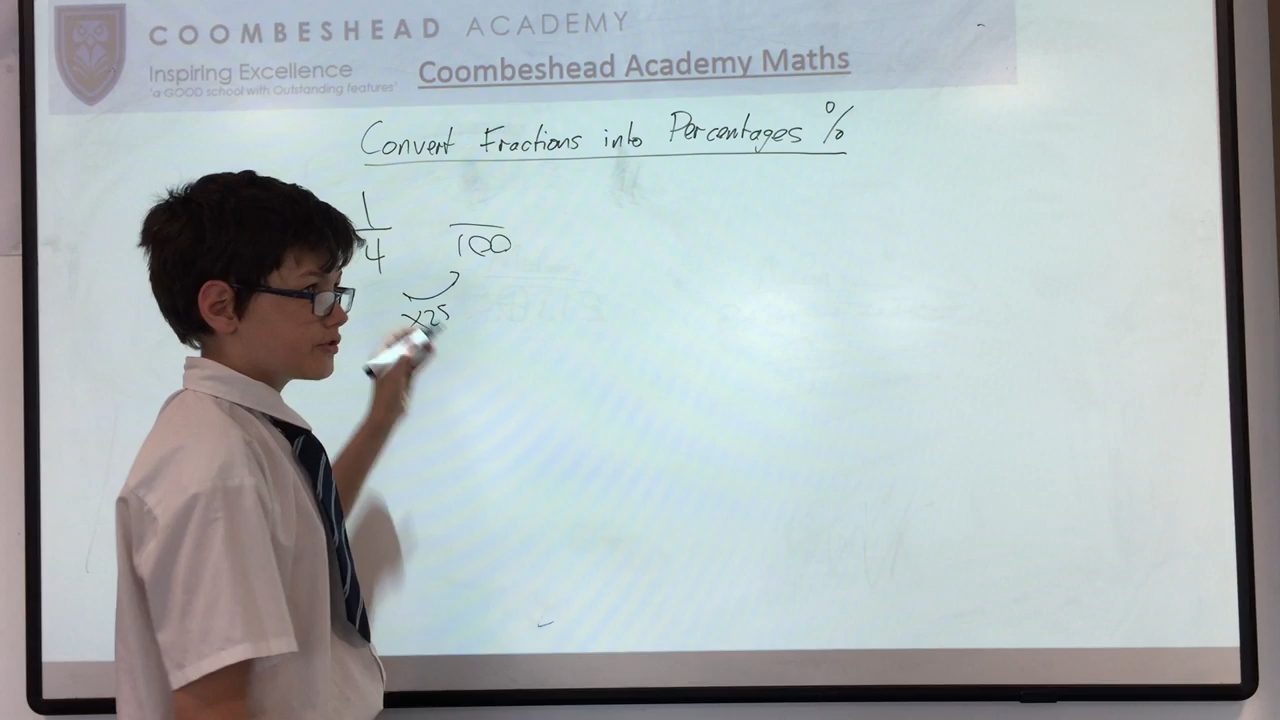 COOMBESHEAD ACADEMY
Inspiring Excellence
'a GOOD school with Outstanding features'
Coombeshead Academy Maths
Convert Fractions into Percentages %
1
4
100
×25